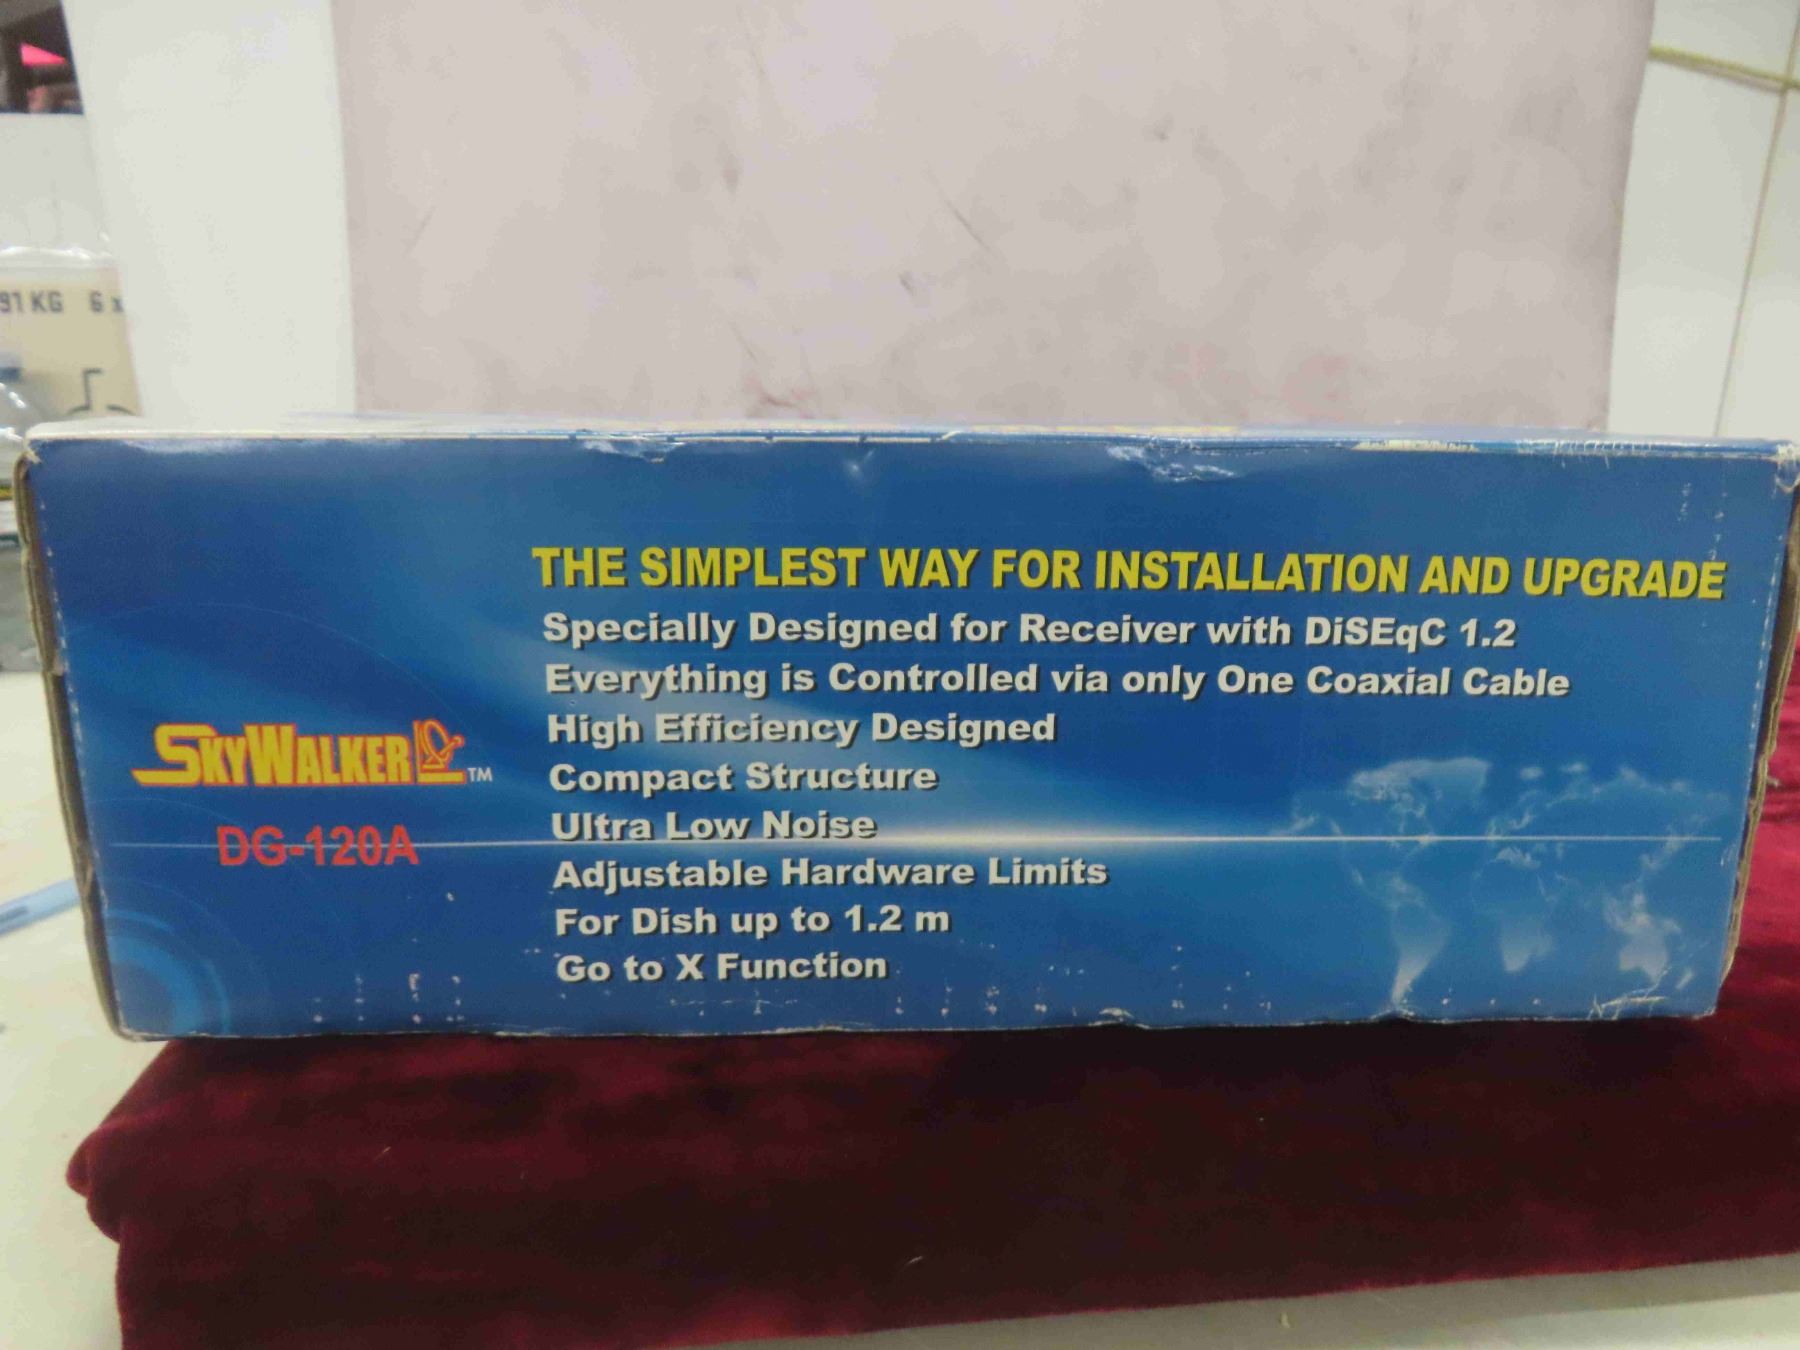 91 KG 6 x
THE SIMPLEST WAY FOR INSTALLATION AND UPGRADE
Specially Designed for Receiver with DiSEqC 1.2
Everything is Controlled via only One Coaxial Cable
High Efficiency Designed
Compact Structure
Ultra Low Noise
Adjustable Hardware Limits
For Dish up to 1.2 m
Go to X Function
SKYWALKER TM
DG-120A